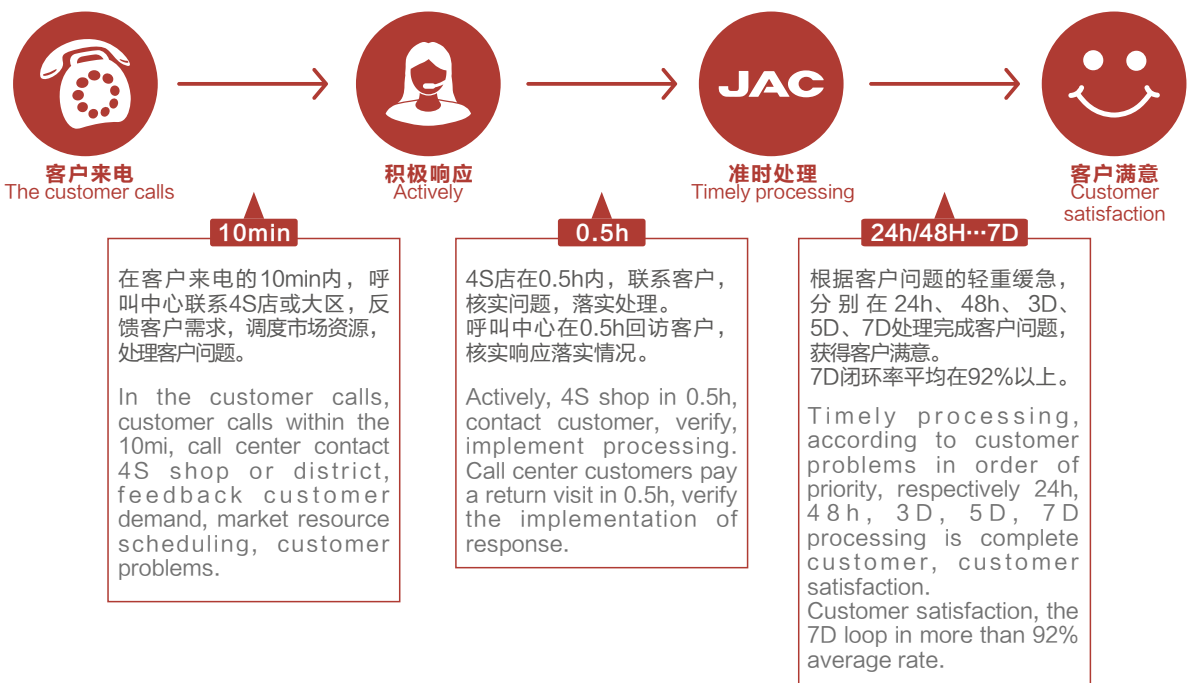 JAC
客户来电
The customer calls
积极响应
Actively
准时处理
Timely processing
客户满意
Customer
satisfaction
10min
在客户来电的10min内，呼
叫中心联系4S店或大区，反
馈客户需求，调度市场资源，
处理客户问题。
In the customer calls,
customer calls within the
10mi, call center contact
4S shop or district,
feedback customer
demand, market resource
scheduling, customer
problems.
0.5h
4S店在0.5h内，联系客户，
核实问题，落实处理。
呼叫中心在0.5h回访客户，
核实响应落实情况。
Actively, 4S shop in 0.5h,
contact customer, verify,
implement processing.
Call center customers pay
a return visit in 0.5h, verify
the implementation of
response.
24h/48H···7D
根据客户问题的轻重缓急，
分别在24h、48h、3D、
5D、7D处理完成客户问题，
获得客户满意。
7D闭环率平均在92%以上。
Timely processing,
according to customer
problems in order of
priority, respectively 24h,
48h, 3D, 5D, 7D
processing is complete
customer, customer
satisfaction.
Customer satisfaction, the
7D loop in more than 92%
average rate.